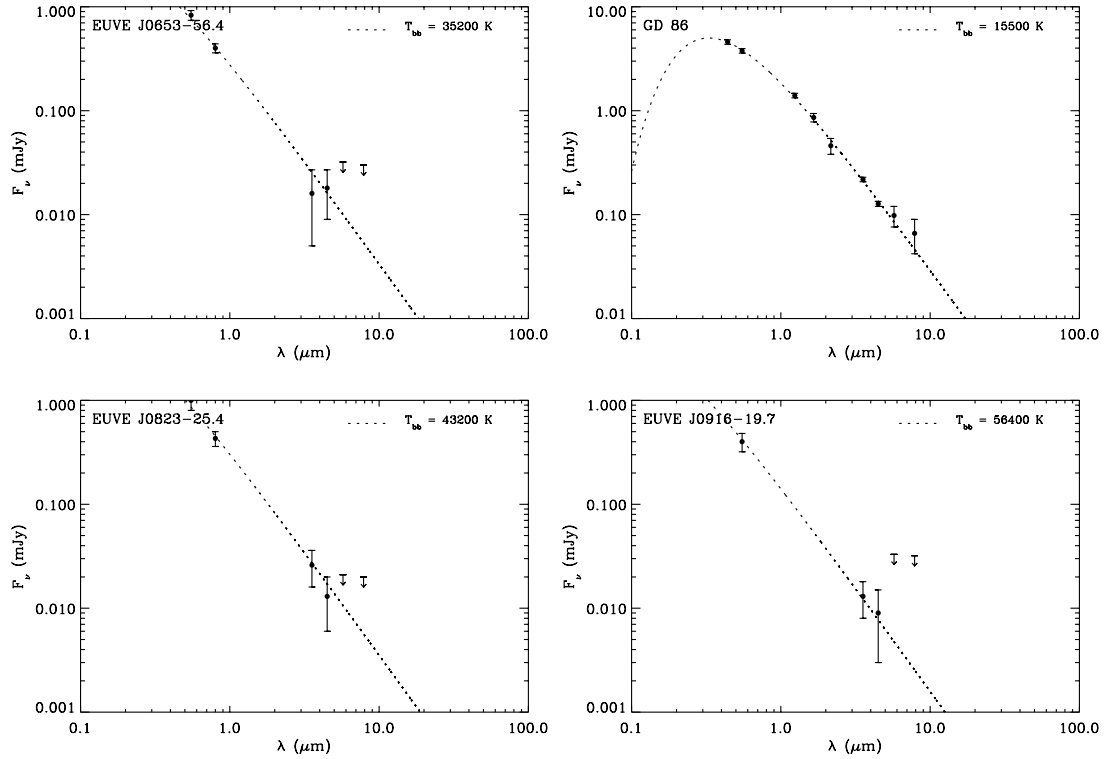 EUVE J0653−56.4
T_bb = 35200 K
1.000
0.100
0.010
0.001
F_ν (mJy)
0.1 1.0 10.0 100.0
λ (μm)
GD 86
T_bb = 15500 K
10.00
1.00
0.10
0.01
F_ν (mJy)
0.1 1.0 10.0 100.0
λ (μm)
EUVE J0823−25.4
T_bb = 43200 K
1.000
0.100
0.010
0.001
F_ν (mJy)
0.1 1.0 10.0 100.0
λ (μm)
EUVE J0916−19.7
T_bb = 56400 K
1.000
0.100
0.010
0.001
F_ν (mJy)
0.1 1.0 10.0 100.0
λ (μm)